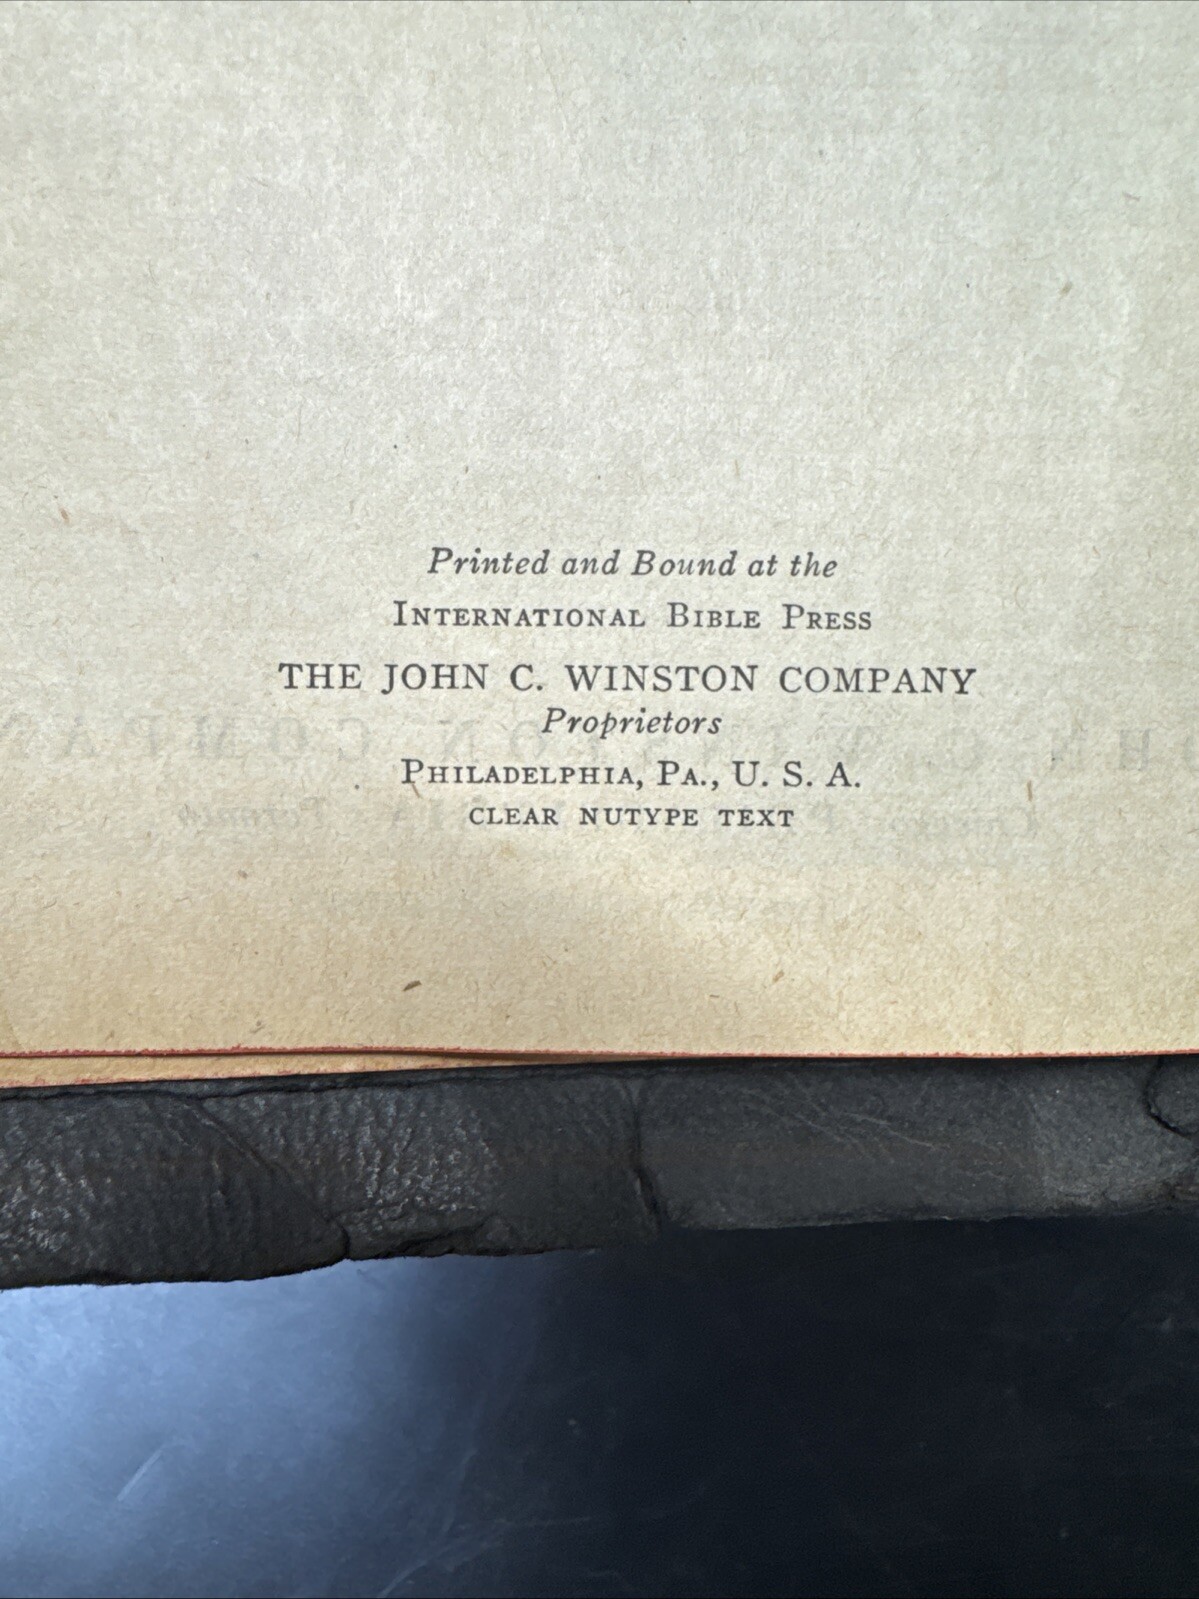 Printed and Bound at the
INTERNATIONAL BIBLE PRESS
THE JOHN C. WINSTON COMPANY
Proprietors
PHILADELPHIA, PA., U. S. A.
CLEAR NUTYPE TEXT